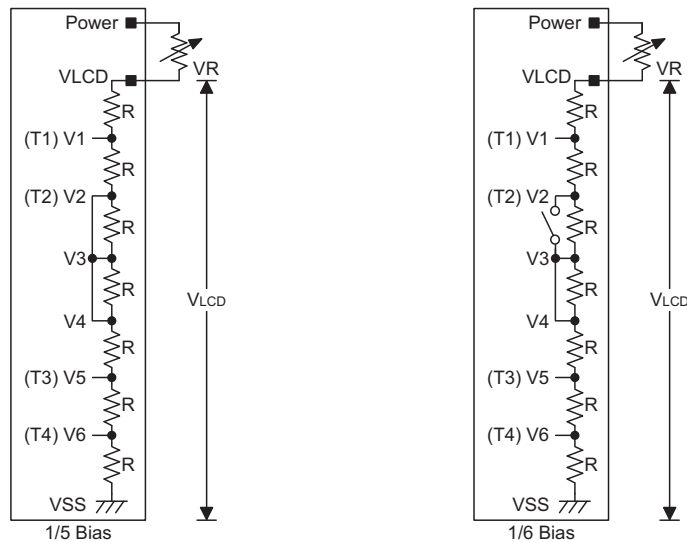 Power
VR
VLCD
R
(T1) V1
R
(T2) V2
R
V3
R
VLCD
V4
R
(T3) V5
R
(T4) V6
R
VSS
1/5 Bias
Power
VR
VLCD
R
(T1) V1
R
(T2) V2
R
V3
R
VLCD
V4
R
(T3) V5
R
(T4) V6
R
VSS
1/6 Bias